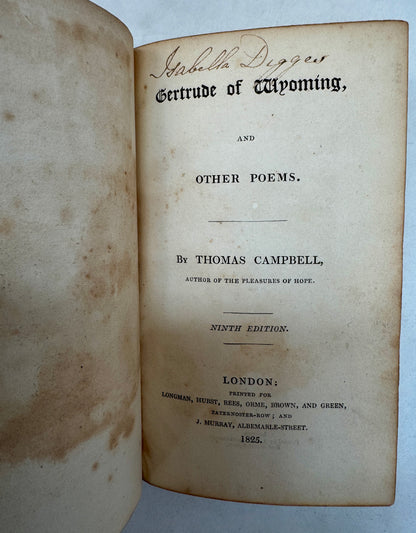 Isabella Digges
Gertrude of Wyoming,
AND
OTHER POEMS.
BY THOMAS CAMPBELL,
AUTHOR OF THE PLEASURES OF HOPE.
NINTH EDITION.
LONDON:
PRINTED FOR
LONGMAN, HURST, REES, ORME, BROWN, AND GREEN,
PATERNOSTER-ROW; AND
J. MURRAY, ALBEMARLE-STREET.
1825.